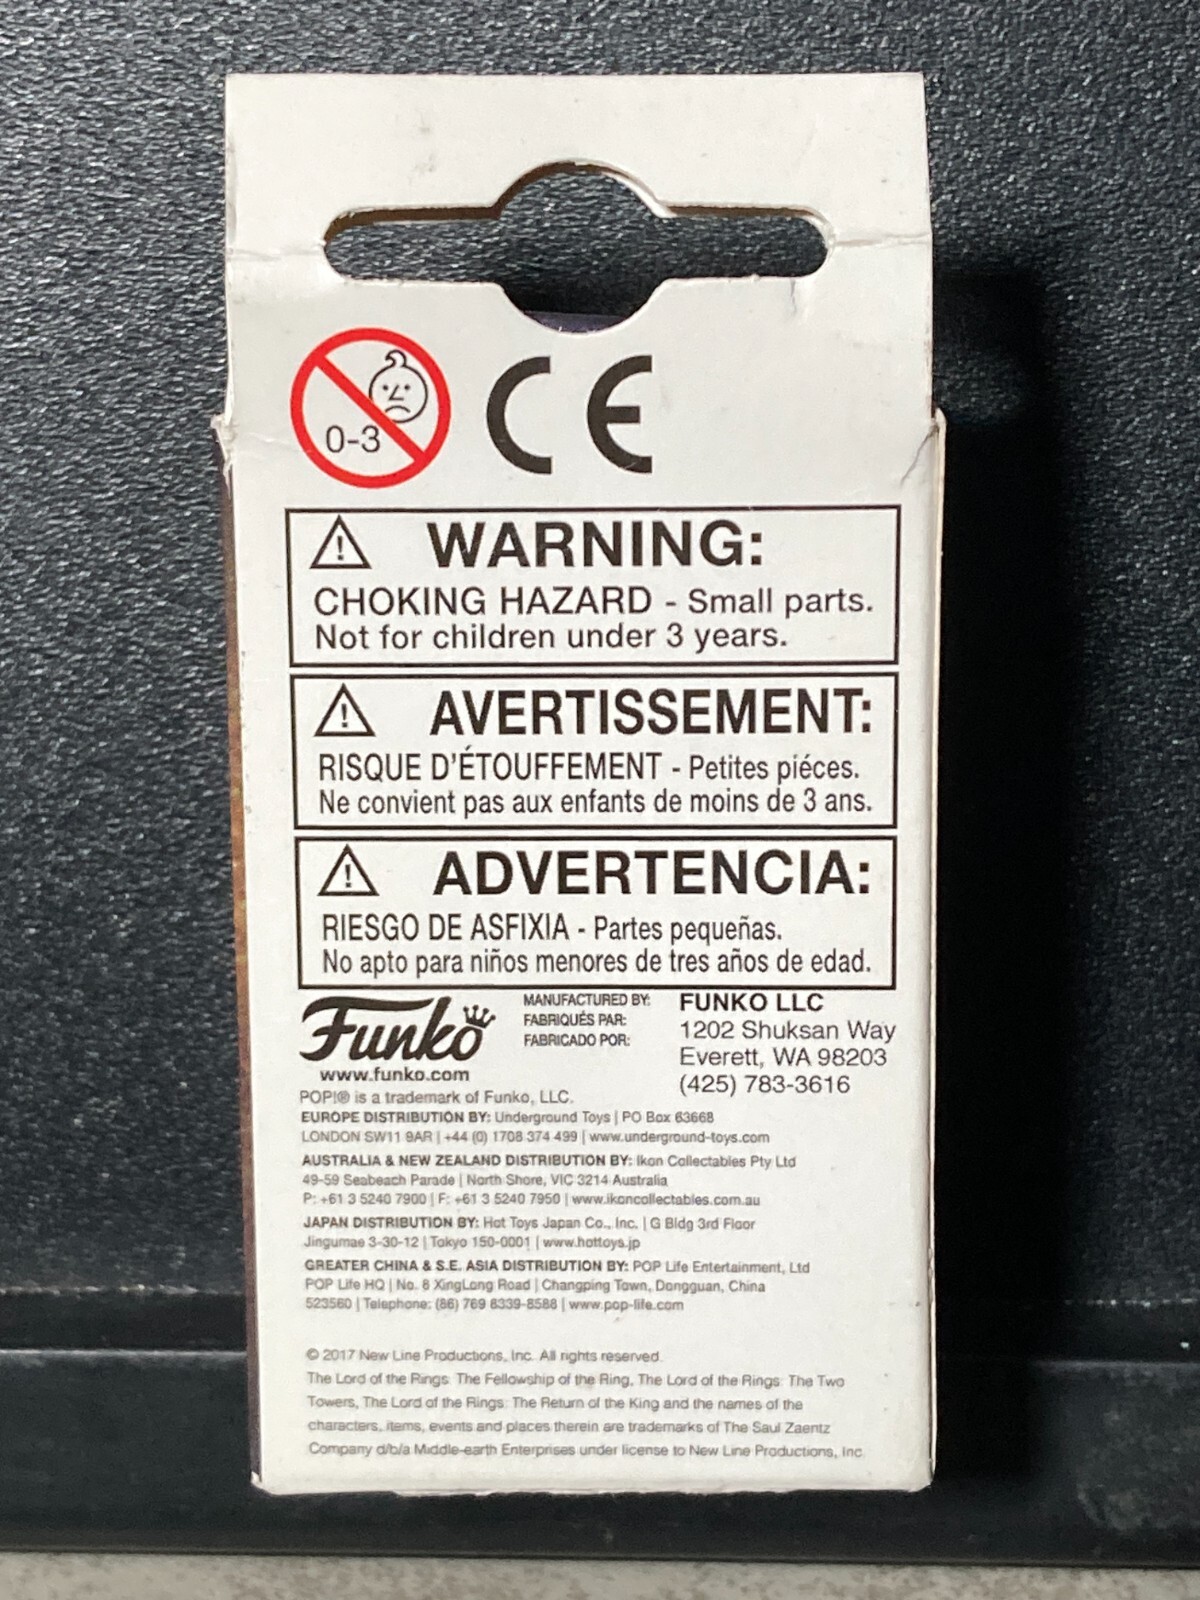 0-3
CE
WARNING:
CHOKING HAZARD - Small parts.
Not for children under 3 years.
AVERTISSEMENT:
RISQUE D'ÉTOUFFEMENT - Petites piéces.
Ne convient pas aux enfants de moins de 3 ans.
ADVERTENCIA:
RIESGO DE ASFIXIA - Partes pequeñas.
No apto para niños menores de tres años de edad.
Funko
www.funko.com
MANUFACTURED BY:
FABRIQUÉS PAR:
FABRICADO POR:
FUNKO LLC
1202 Shuksan Way
Everett, WA 98203
(425) 783-3616
POP!® is a trademark of Funko, LLC.
EUROPE DISTRIBUTION BY: Underground Toys | PO Box 63668
LONDON SW11 9AR | +44 (0) 1708 374 499 | www.underground-toys.com
AUSTRALIA & NEW ZEALAND DISTRIBUTION BY: Ikon Collectables Pty Ltd
49-59 Seabeach Parade | North Shore, VIC 3214 Australia
P: +61 3 5240 7900 | F: +61 3 5240 7950 | www.ikoncollectables.com.au
JAPAN DISTRIBUTION BY: Hot Toys Japan Co., Inc. | G Bldg 3rd Floor
Jingumae 3-30-12 | Tokyo 150-0001 | www.hottoys.jp
GREATER CHINA & S.E. ASIA DISTRIBUTION BY: POP Life Entertainment, Ltd
POP Life HQ | No. 8 XingLong Road | Changping Town, Dongguan, China
523560 | Telephone: (86) 769 8339-8588 | www.pop-life.com
© 2017 New Line Productions, Inc. All rights reserved.
The Lord of the Rings: The Fellowship of the Ring, The Lord of the Rings: The Two
Towers, The Lord of the Rings: The Return of the King and the names of the
characters, items, events and places therein are trademarks of The Saul Zaentz
Company d/b/a Middle-earth Enterprises under license to New Line Productions, Inc.